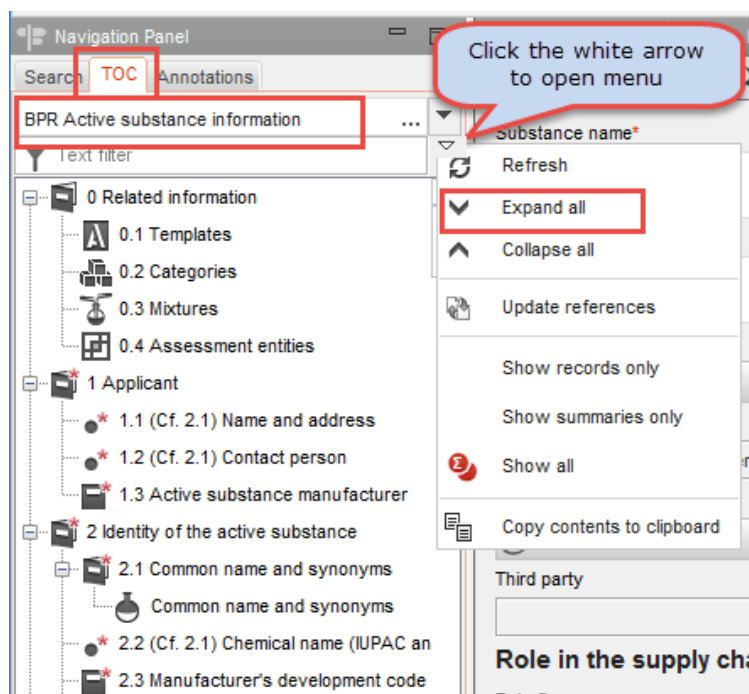 Navigation Panel
Click the white arrow
to open menu
Search TOC Annotations
BPR Active substance information ...
Substance name*
Text filter
Refresh
0 Related information
Expand all
0.1 Templates
Collapse all
0.2 Categories
0.3 Mixtures
Update references
0.4 Assessment entities
Show records only
1 Applicant
Show summaries only
1.1 (Cf. 2.1) Name and address
1.2 (Cf. 2.1) Contact person
Show all
1.3 Active substance manufacturer
2 Identity of the active substance
Copy contents to clipboard
2.1 Common name and synonyms
Third party
Common name and synonyms
2.2 (Cf. 2.1) Chemical name (IUPAC an
Role in the supply cha
2.3 Manufacturer's development code